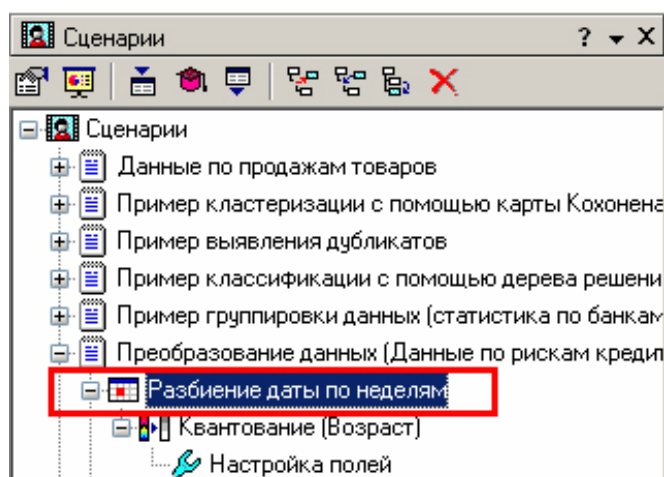 Сценарии ?
Сценарии
Данные по продажам товаров
Пример кластеризации с помощью карты Кохонена
Пример выявления дубликатов
Пример классификации с помощью дерева решени
Пример группировки данных (статистика по банкам
Преобразование данных (Данные по рискам кредит
Разбиение даты по неделям
Квантование (Возраст)
Настройка полей